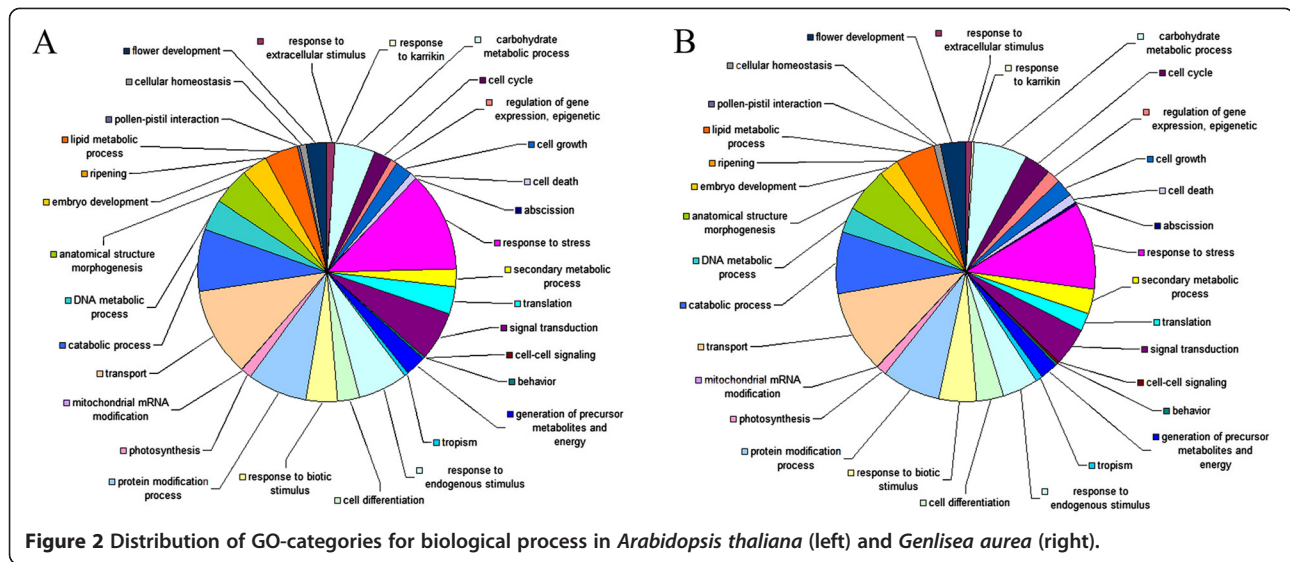 A
flower development
response to
extracellular stimulus
response
to karrikin
carbohydrate
metabolic process
cellular homeostasis
cell cycle
regulation of gene
expression, epigenetic
pollen-pistil interaction
lipid metabolic
process
cell growth
ripening
cell death
embryo development
abscission
anatomical structure
morphogenesis
response to stress
secondary metabolic
process
DNA metabolic
process
translation
signal transduction
catabolic process
cell-cell signaling
transport
behavior
mitochondrial mRNA
modification
generation of precursor
metabolites and
energy
photosynthesis
tropism
protein modification
process
response to biotic
stimulus
response to
endogenous stimulus
cell differentiation
B
flower development
response to
extracellular stimulus
carbohydrate
metabolic process
cellular homeostasis
response
to karrikin
cell cycle
pollen-pistil interaction
regulation of gene
expression, epigenetic
lipid metabolic
process
cell growth
ripening
cell death
embryo development
abscission
anatomical structure
morphogenesis
response to stress
DNA metabolic
process
secondary metabolic
process
catabolic process
translation
transport
signal transduction
mitochondrial mRNA
modification
cell-cell signaling
behavior
photosynthesis
generation of precursor
metabolites and
energy
protein modification
process
tropism
response to biotic
stimulus
cell differentiation
response to
endogenous stimulus
Figure 2 Distribution of GO-categories for biological process in Arabidopsis thaliana (left) and Genlisea aurea (right).